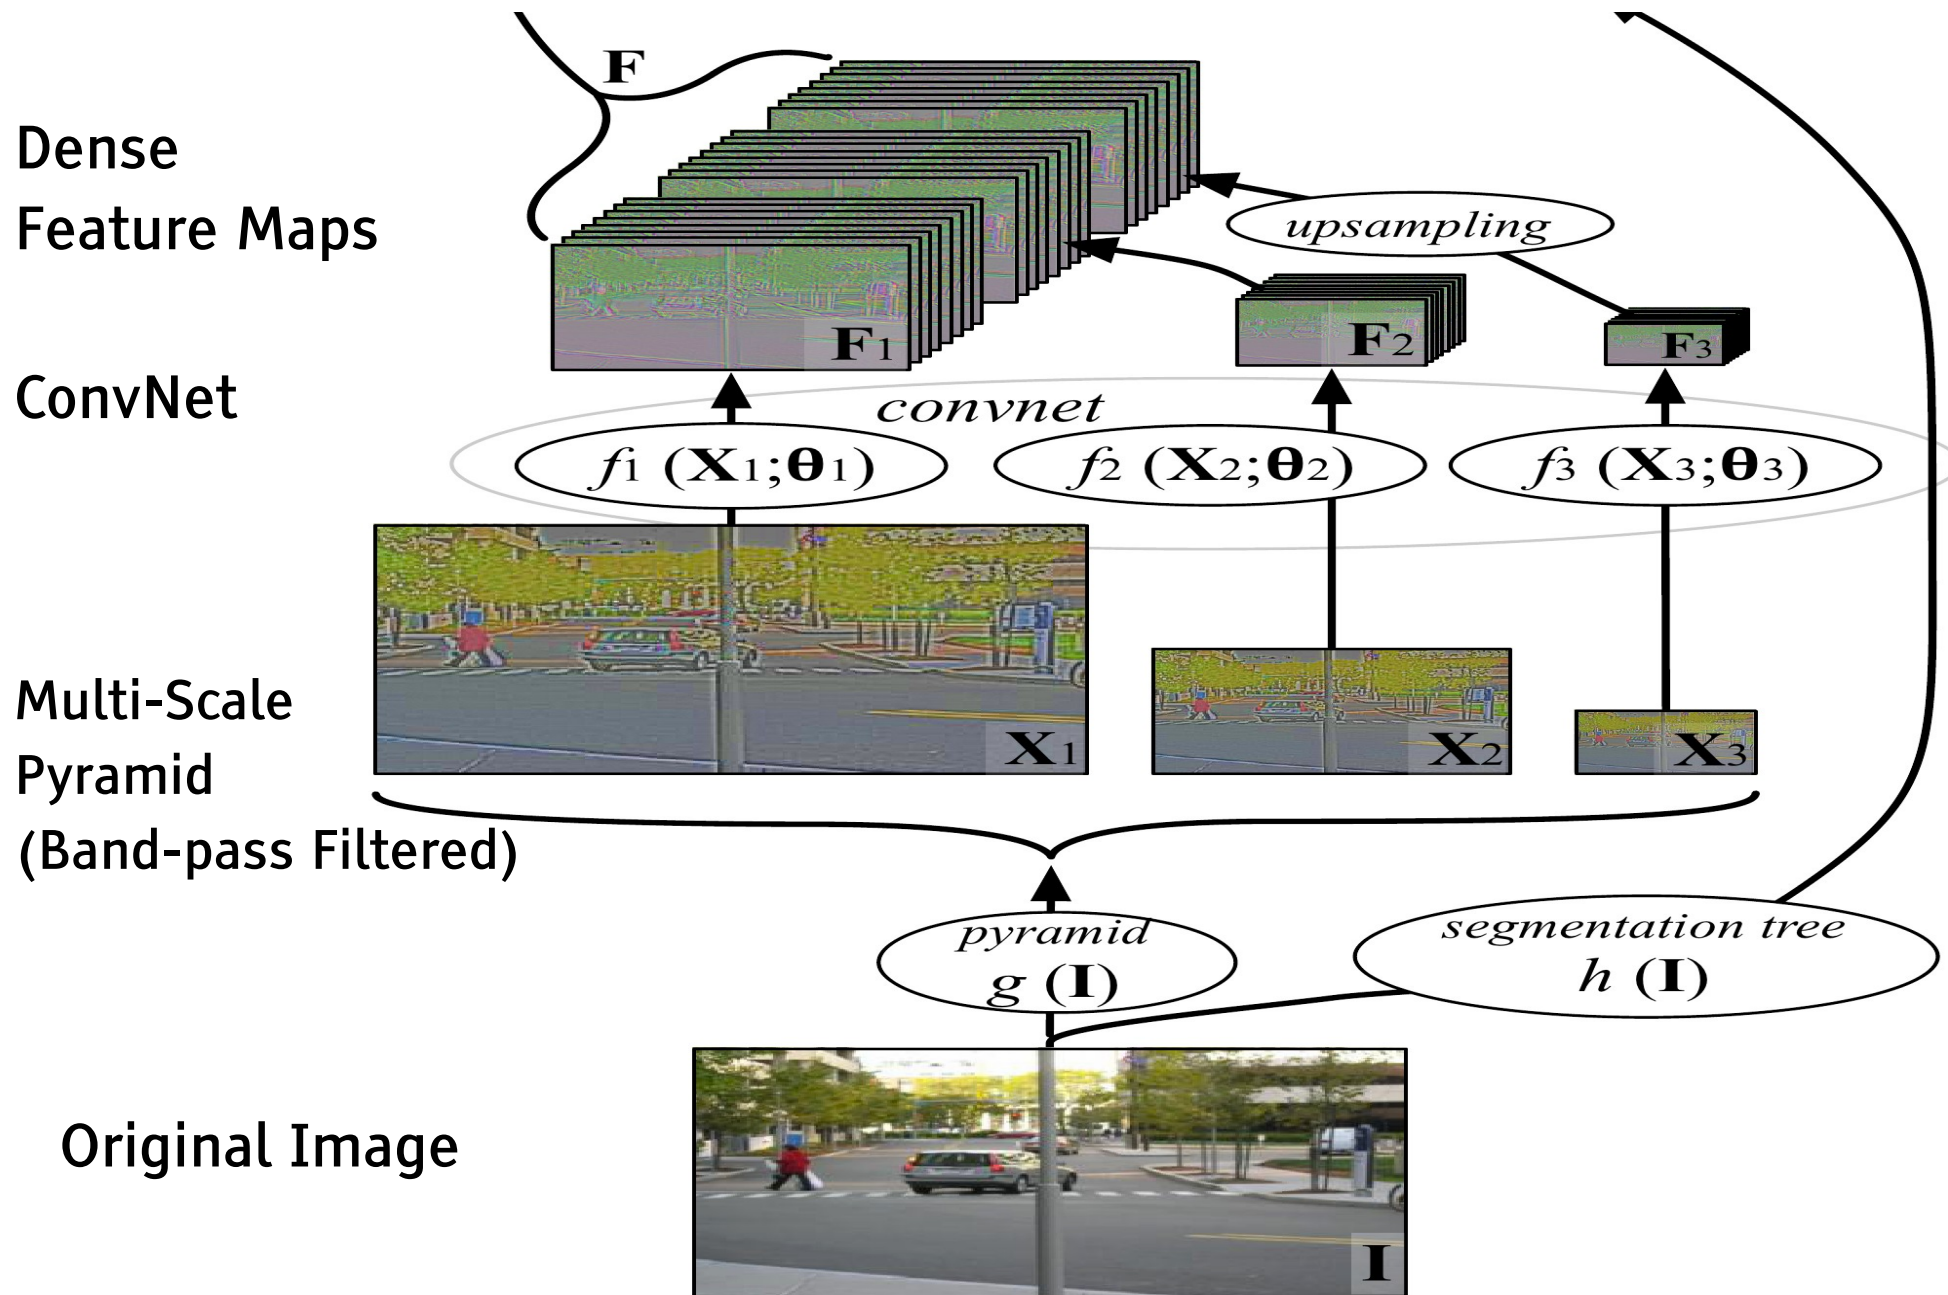 F
Dense
Feature Maps
upsampling
F1
F2
F3
ConvNet
convnet
f1 (X1;θ1)
f2 (X2;θ2)
f3 (X3;θ3)
Multi-Scale
Pyramid
(Band-pass Filtered)
X1
X2
X3
pyramid
g (I)
segmentation tree
h (I)
Original Image
I